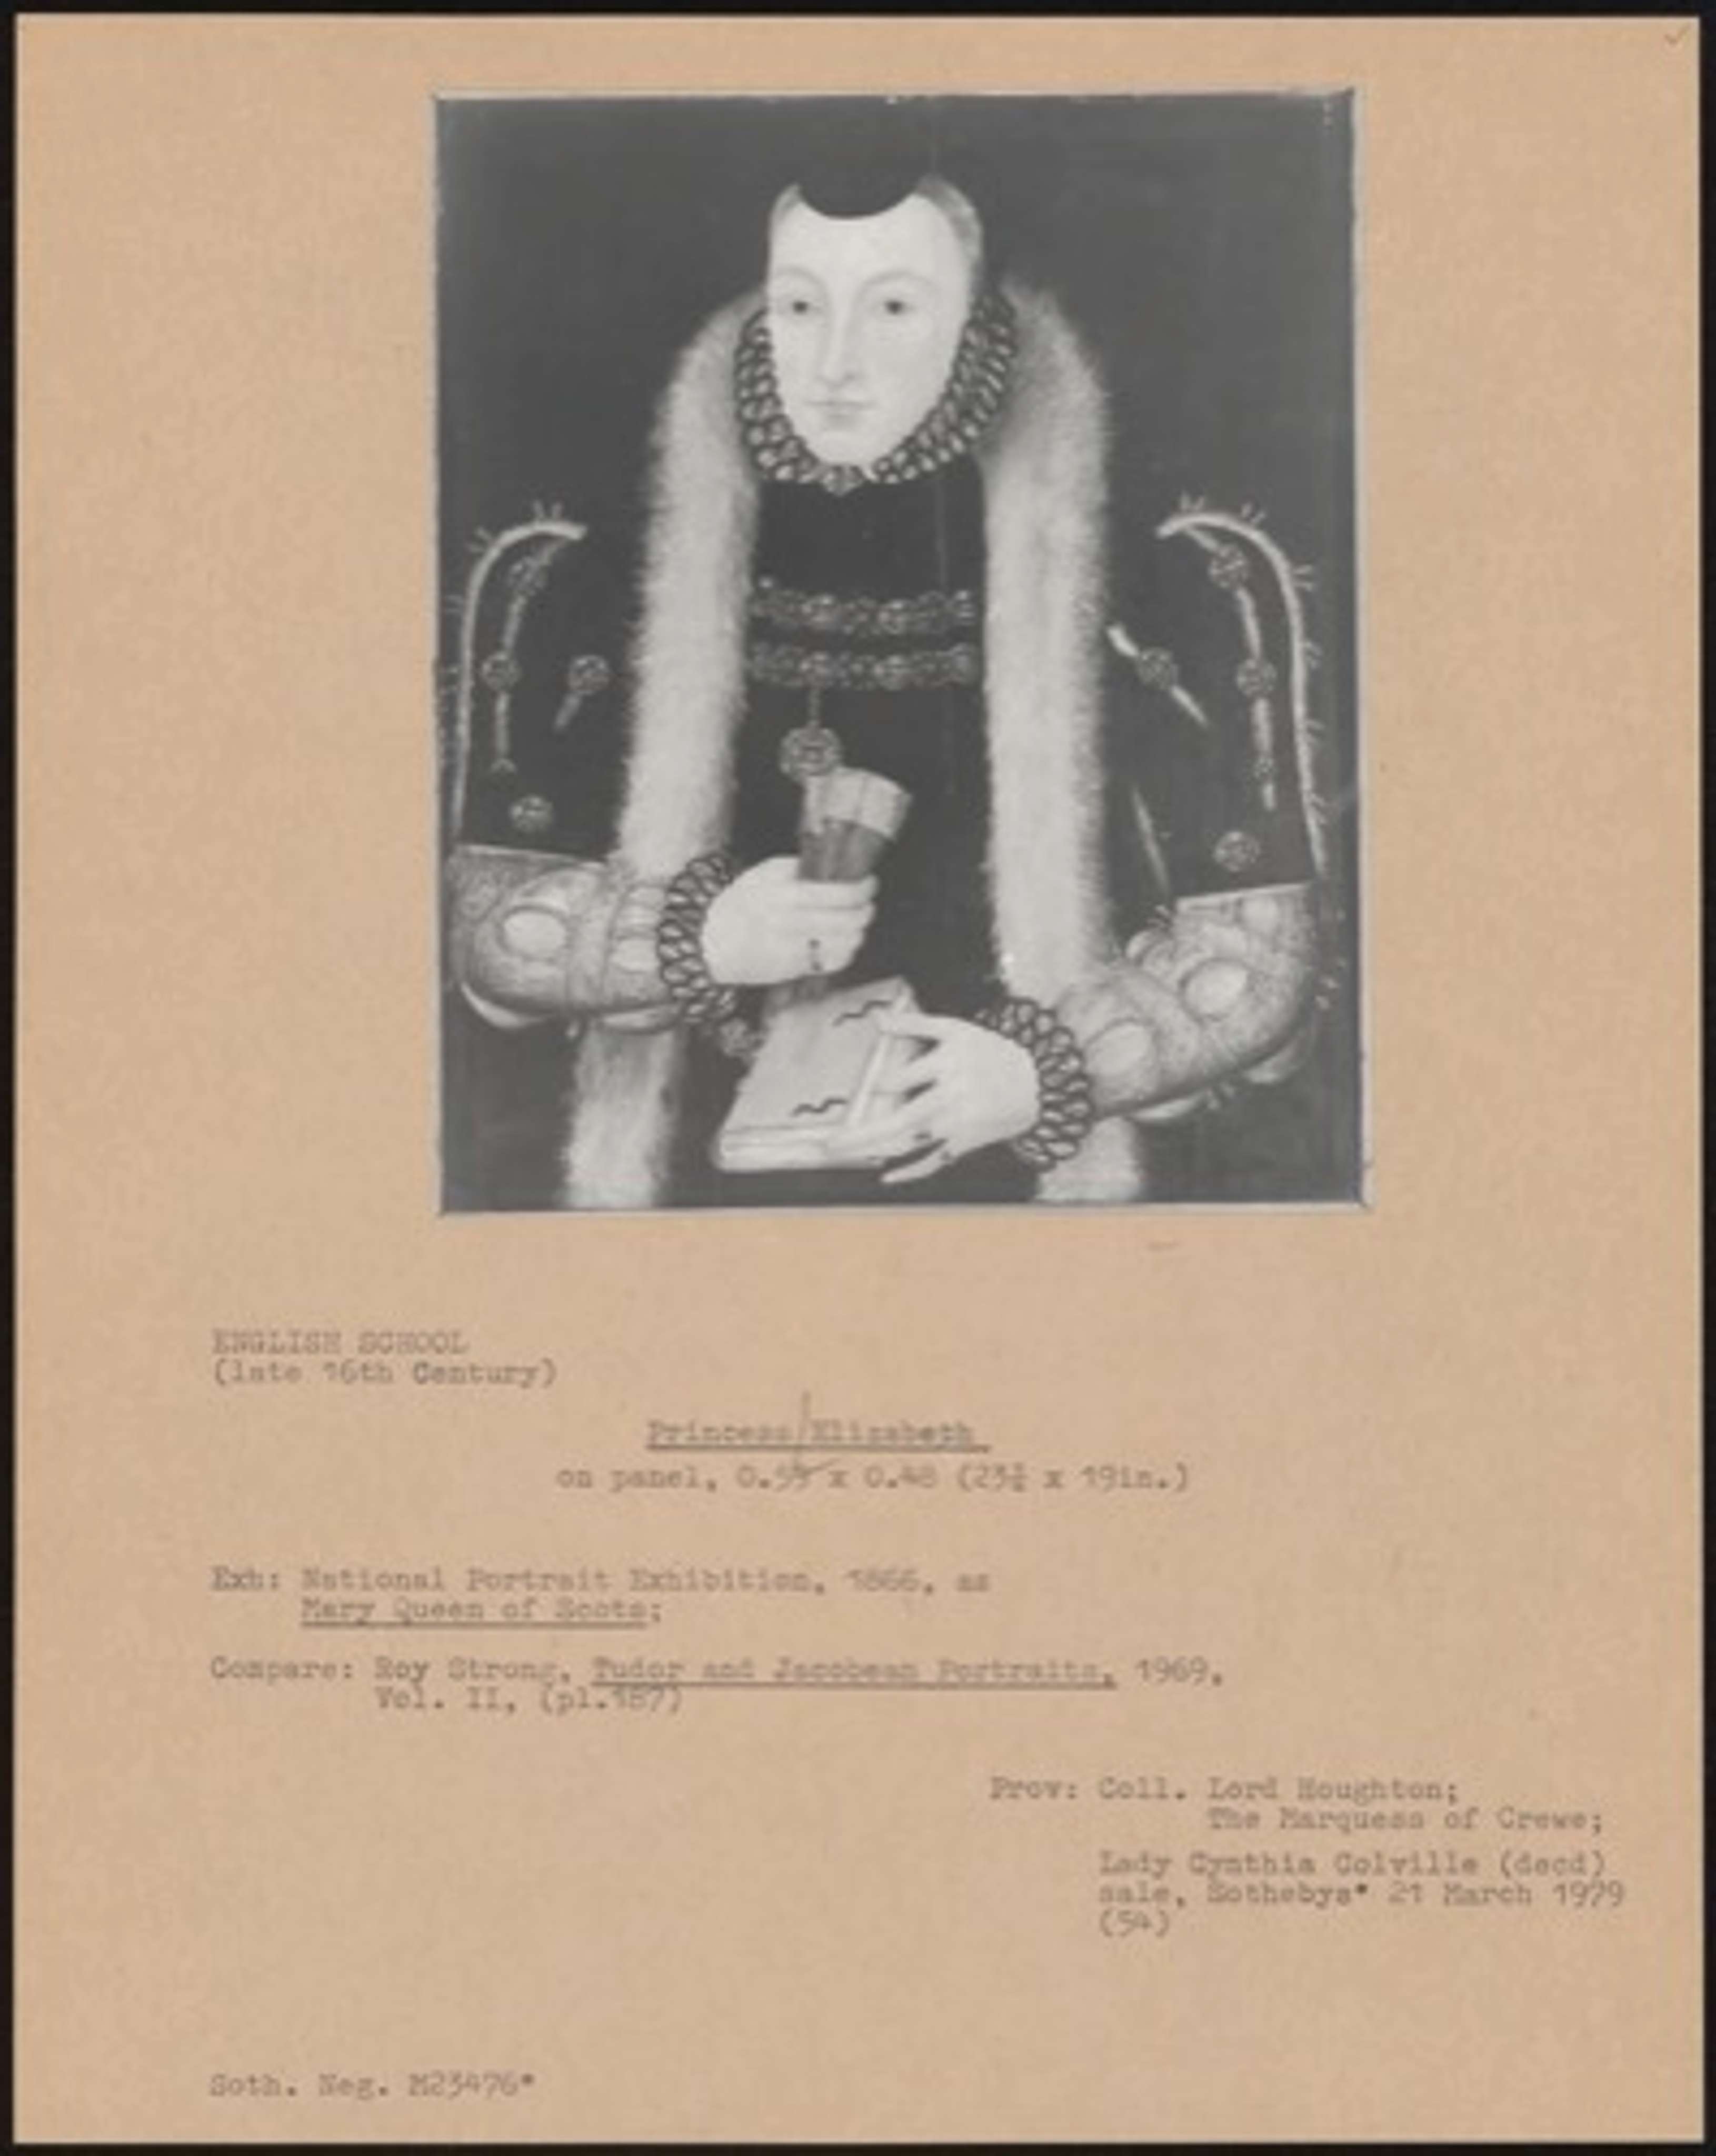 ENGLISH SCHOOL
(late 16th Century)
Princess/Elizabeth
on panel, 0.59 x 0.48 (23½ x 19in.)
Exh: National Portrait Exhibition, 1866, as
Mary Queen of Scots;
Compare: Roy Strong, Tudor and Jacobean Portraits, 1969,
Vol. II, (pl.187)
Prov: Coll. Lord Houghton;
The Marquess of Crewe;
Lady Cynthia Colville (decd)
sale, Sothebys* 21 March 1979
(54)
Soth. Neg. M23476*